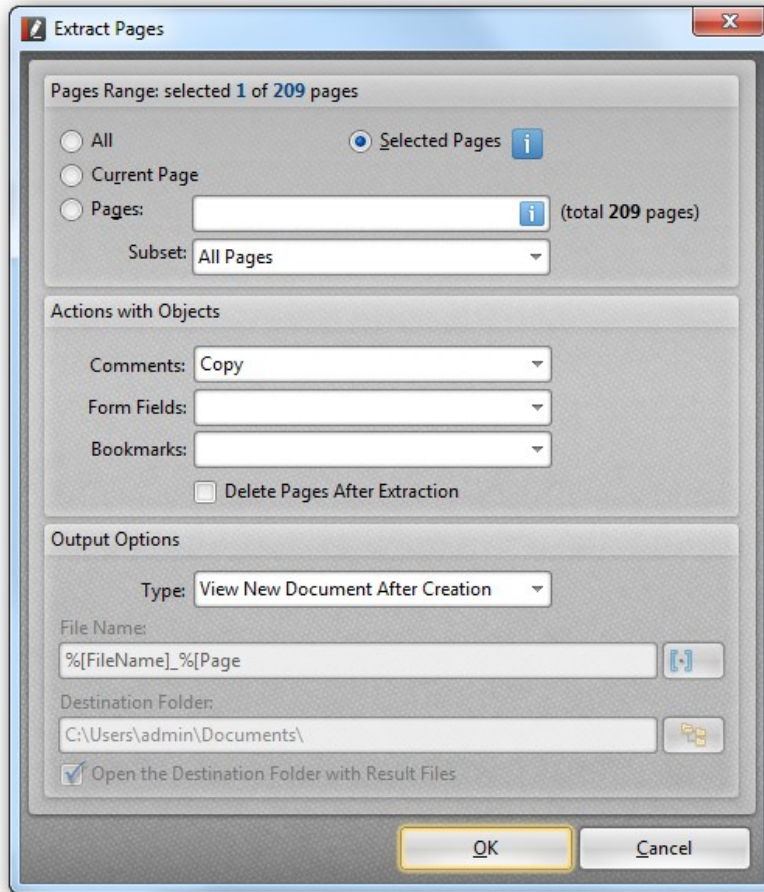 Extract Pages
Pages Range: selected 1 of 209 pages
All
Selected Pages
i
Current Page
Pages:
i
(total 209 pages)
Subset: All Pages
Actions with Objects
Comments: Copy
Form Fields:
Bookmarks:
Delete Pages After Extraction
Output Options
Type: View New Document After Creation
File Name:
%[FileName]_%[Page
Destination Folder:
C:\Users\admin\Documents\
Open the Destination Folder with Result Files
OK
Cancel